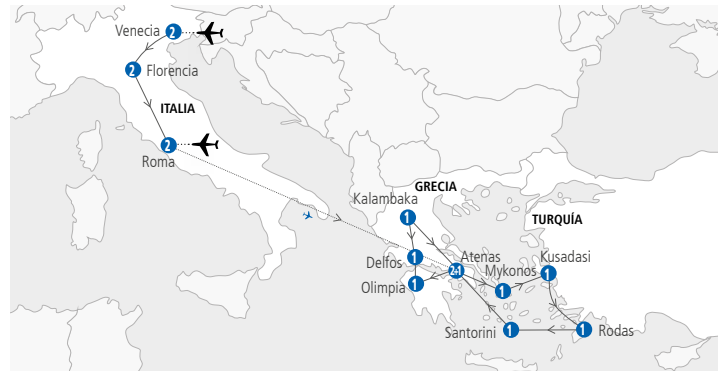 Venecia
2
2
Florencia
ITALIA
2
Roma
GRECIA
Kalambaka
1
TURQUÍA
Delfos
1
Atenas
2+1
Kusadasi
1
Mykonos
1
Olimpia
1
Santorini
1
1
Rodas